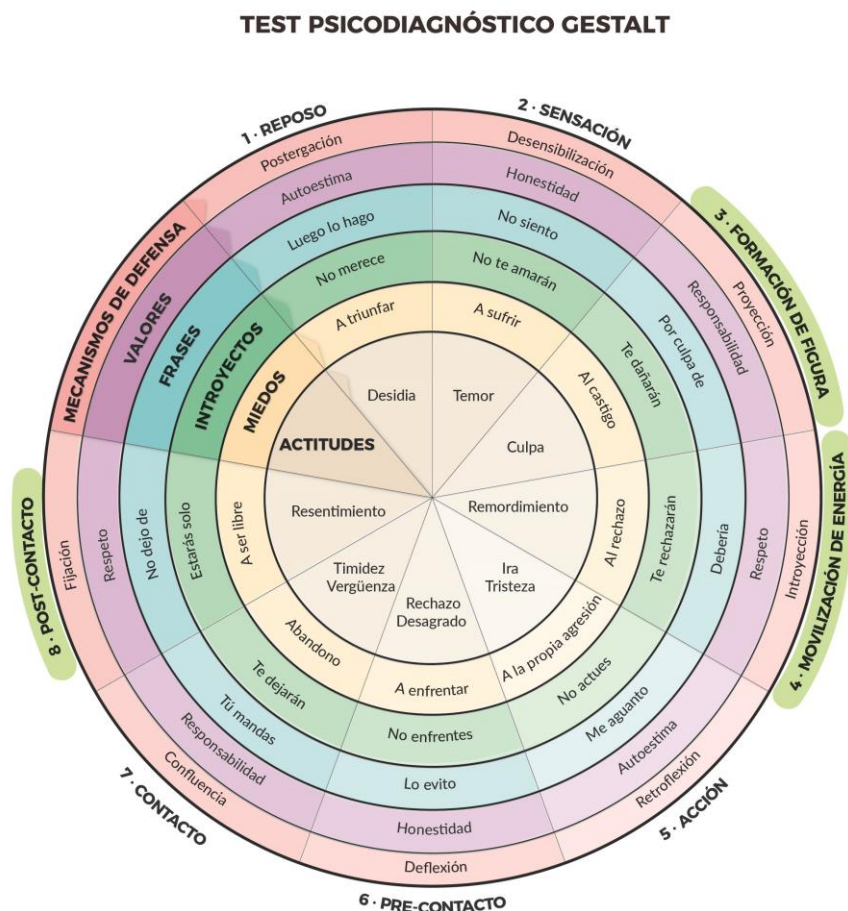 TEST PSICODIAGNÓSTICO GESTALT
1 · REPOSO
Postergación
Autoestima
Luego lo hago
No merece
A triunfar
Desidia
2 · SENSACIÓN
Desensibilización
Honestidad
No siento
No te amarán
A sufrir
Temor
3 · FORMACIÓN DE FIGURA
Proyección
Responsabilidad
Por culpa de
Te dañarán
Al castigo
Culpa
4 · MOVILIZACIÓN DE ENERGÍA
Introyección
Respeto
Debería
Te rechazarán
Al rechazo
Remordimiento
5 · ACCIÓN
Retroflexión
Autoestima
Me aguanto
No actues
A la propia agresión
Ira
Tristeza
6 · PRE-CONTACTO
Deflexión
Honestidad
Lo evito
No enfrentes
A enfrentar
Rechazo
Desagrado
7 · CONTACTO
Confluencia
Responsabilidad
Tú mandas
Te dejarán
Abandono
Timidez
Vergüenza
8 · POST-CONTACTO
Fijación
Respeto
No dejo de
Estarás solo
A ser libre
Resentimiento
MECANISMOS DE DEFENSA
VALORES
FRASES
INTROYECTOS
MIEDOS
ACTITUDES